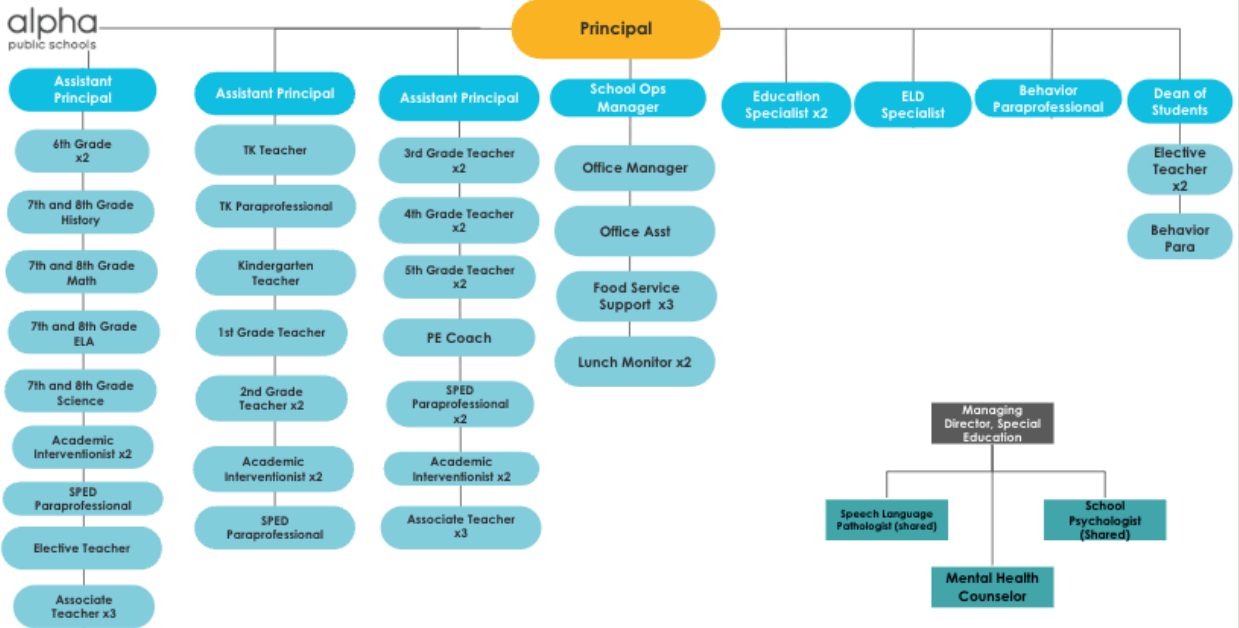 alpha
public schools
Principal
Assistant
Principal
6th Grade
x2
7th and 8th Grade
History
7th and 8th Grade
Math
7th and 8th Grade
ELA
7th and 8th Grade
Science
Academic
Interventionist x2
SPED
Paraprofessional
Elective Teacher
Associate
Teacher x3
Assistant Principal
TK Teacher
TK Paraprofessional
Kindergarten
Teacher
1st Grade Teacher
2nd Grade
Teacher x2
Academic
Interventionist x2
SPED
Paraprofessional
Assistant Principal
3rd Grade Teacher
x2
4th Grade Teacher
x2
5th Grade Teacher
x2
PE Coach
SPED
Paraprofessional
x2
Academic
Interventionist x2
Associate Teacher
x3
School Ops
Manager
Office Manager
Office Asst
Food Service
Support x3
Lunch Monitor x2
Education
Specialist x2
ELD
Specialist
Behavior
Paraprofessional
Dean of
Students
Elective
Teacher
x2
Behavior
Para
Managing
Director, Special
Education
Speech Language
Pathologist (shared)
School
Psychologist
(Shared)
Mental Health
Counselor